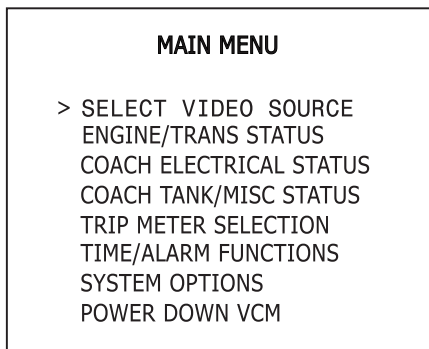 MAIN MENU
> SELECT VIDEO SOURCE
ENGINE/TRANS STATUS
COACH ELECTRICAL STATUS
COACH TANK/MISC STATUS
TRIP METER SELECTION
TIME/ALARM FUNCTIONS
SYSTEM OPTIONS
POWER DOWN VCM